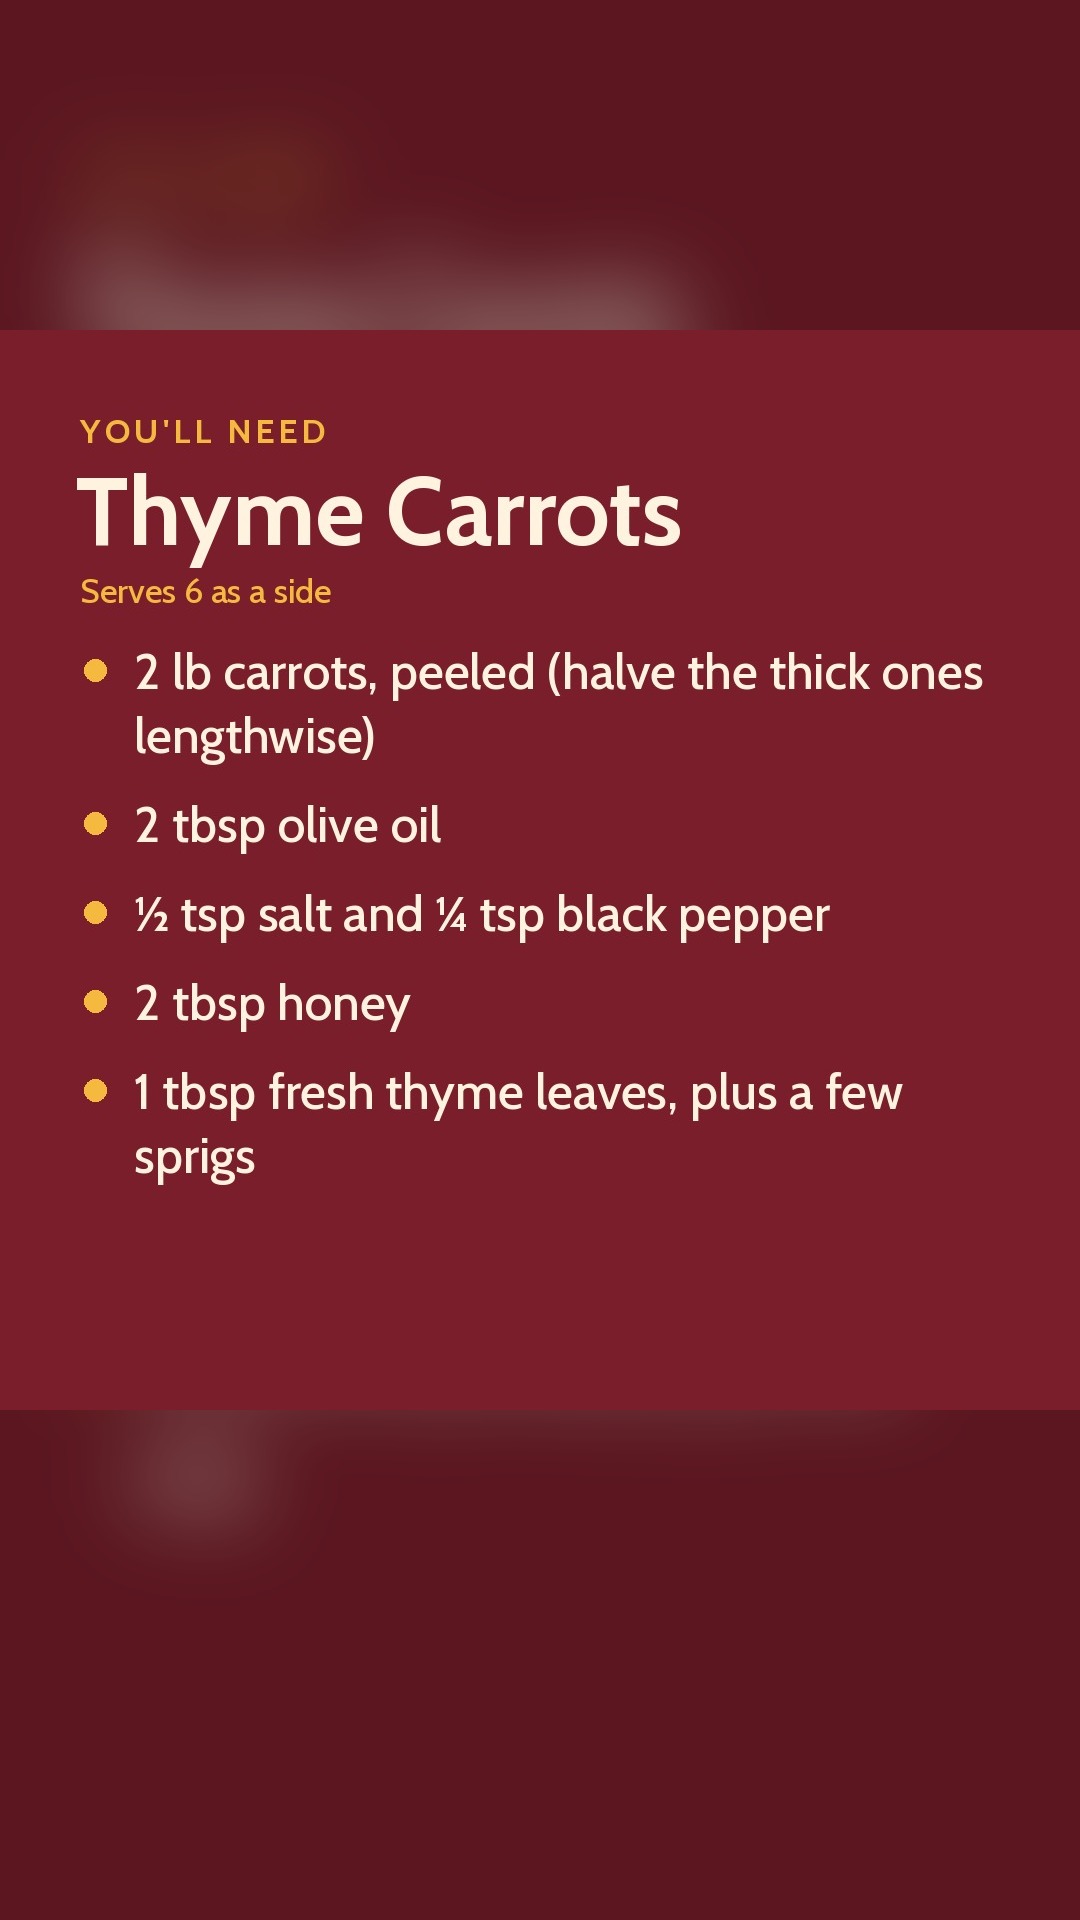 YOU'LL NEED
Thyme Carrots
Serves 6 as a side
2 lb carrots, peeled (halve the thick ones
lengthwise)
2 tbsp olive oil
½ tsp salt and ¼ tsp black pepper
2 tbsp honey
1 tbsp fresh thyme leaves, plus a few
sprigs